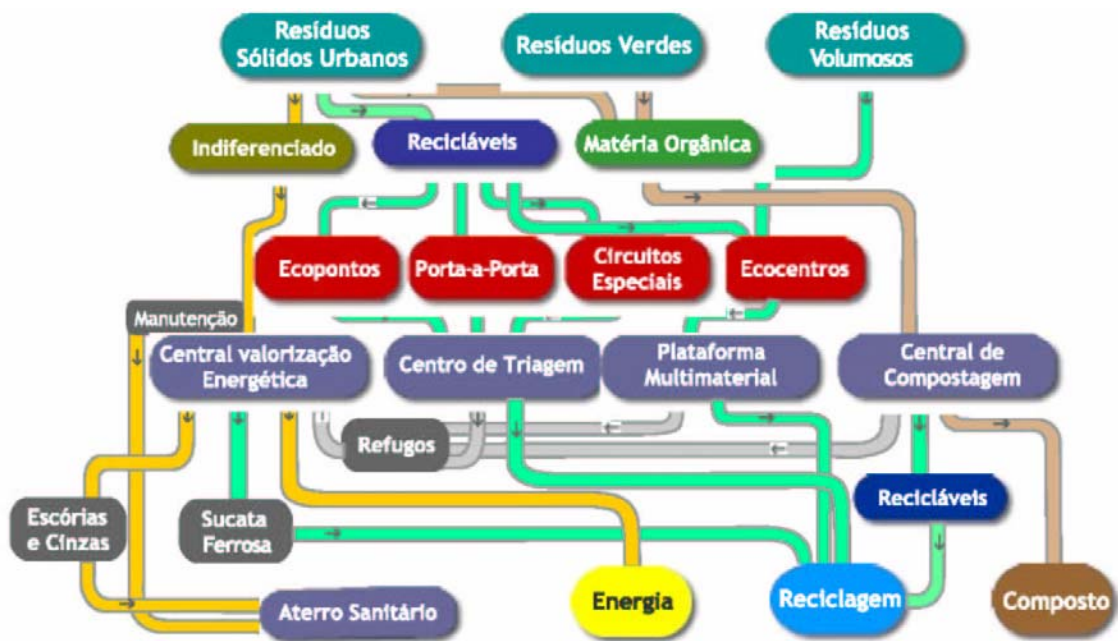 Resíduos
Sólidos Urbanos
Resíduos Verdes
Resíduos
Volumosos
Indiferenciado
Recicláveis
Matéria Orgânica
Ecopontos
Porta-a-Porta
Círcuitos
Especiais
Ecocentros
Manutenção
Central valorização
Energética
Centro de Triagem
Plataforma
Multimaterial
Central de
Compostagem
Refugos
Escórias
e Cinzas
Sucata
Ferrosa
Recicláveis
Aterro Sanitário
Energia
Reciclagem
Composto